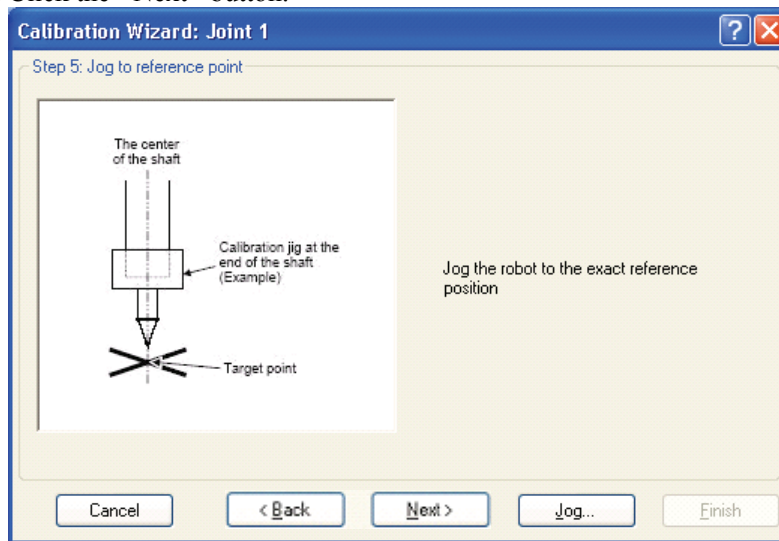 Calibration Wizard: Joint 1
Step 5: Jog to reference point
The center
of the shaft
Calibration jig at the
end of the shaft
(Example)
Target point
Jog the robot to the exact reference
position
Cancel
< Back
Next >
Jog...
Finish